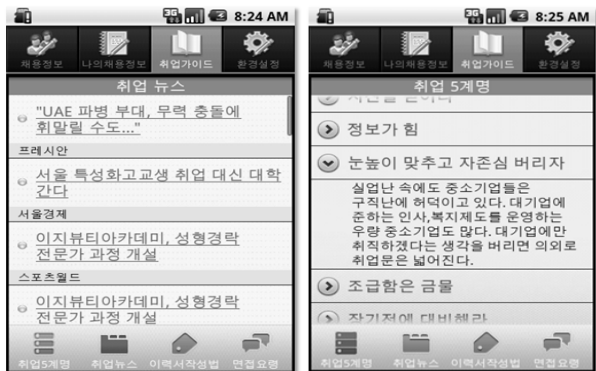 3G 8:24 AM
채용정보 나의채용정보 취업가이드 환경설정
취업 뉴스
"UAE 파병 부대, 무력 충돌에
휘말릴 수도..."
프레시안
서울 특성화고교생 취업 대신 대학
간다
서울경제
이지뷰티아카데미, 성형경락
전문가 과정 개설
스포츠월드
이지뷰티아카데미, 성형경락
전문가 과정 개설
취업5계명 취업뉴스 이력서작성법 면접요령
3G 8:25 AM
채용정보 나의채용정보 취업가이드 환경설정
취업 5계명
정보가 힘
눈높이 맞추고 자존심 버리자
실업난 속에도 중소기업들은
구직난에 허덕이고 있다. 대기업에
준하는 인사,복지제도를 운영하는
우량 중소기업도 많다. 대기업에만
취직하겠다는 생각을 버리면 의외로
취업문은 넓어진다.
조급함은 금물
장기전에 대비해라
취업5계명 취업뉴스 이력서작성법 면접요령